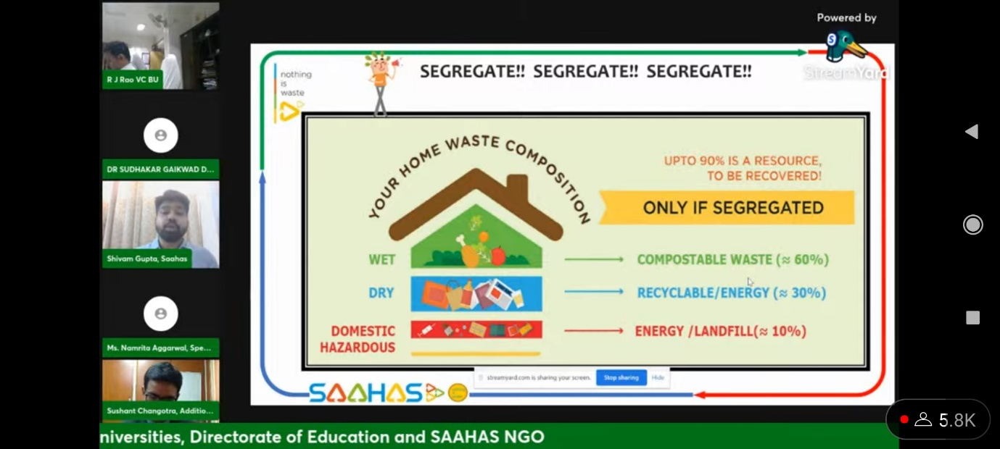 R J Rao VC BU
DR SUDHAKAR GAIKWAD D...
Shivam Gupta, Saahas
Ms. Namrita Aggarwal, Spe...
Sushant Changotra, Additio...
Powered by
S
StreamYard
nothing
is
waste
SEGREGATE!! SEGREGATE!! SEGREGATE!!
YOUR HOME WASTE COMPOSITION
UPTO 90% IS A RESOURCE,
TO BE RECOVERED!
ONLY IF SEGREGATED
WET
COMPOSTABLE WASTE (≈ 60%)
DRY
RECYCLABLE/ENERGY (≈ 30%)
DOMESTIC
HAZARDOUS
ENERGY /LANDFILL(≈ 10%)
streamyard.com is sharing your screen.
Stop sharing
Hide
SAAHAS
5.8K
niversities, Directorate of Education and SAAHAS NGO